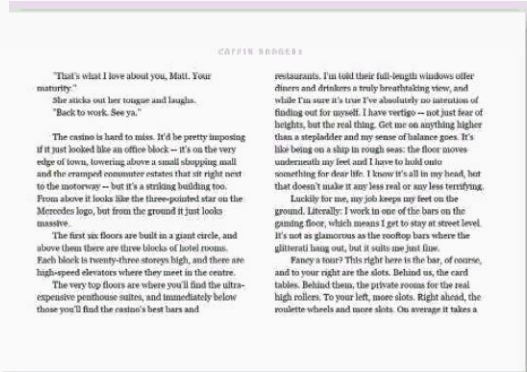 COFFIN DODGERS
"That's what I love about you, Matt. Your
maturity."
She sticks out her tongue and laughs.
"Back to work. See ya."
The casino is hard to miss. It'd be pretty imposing
if it just looked like an office block -- it's on the very
edge of town, towering above a small shopping mall
and the cramped commuter estates that sit right next
to the motorway -- but it's a striking building too.
From above it looks like the three-pointed star on the
Mercedes logo, but from the ground it just looks
massive.
The first six floors are built in a giant circle, and
above them there are three blocks of hotel rooms.
Each block is twenty-three storeys high, and there are
high-speed elevators where they meet in the centre.
The very top floors are where you'll find the ultra-
expensive penthouse suites, and immediately below
those you'll find the casino's best bars and
restaurants. I'm told their full-length windows offer
diners and drinkers a truly breathtaking view, and
while I'm sure it's true I've absolutely no intention of
finding out for myself. I have vertigo -- not just fear of
heights, but the real thing. Get me on anything higher
than a stepladder and my sense of balance goes. It's
like being on a ship in rough seas: the floor moves
underneath my feet and I have to hold onto
something for dear life. I know it's all in my head, but
that doesn't make it any less real or any less terrifying.
Luckily for me, my job keeps my feet on the
ground. Literally: I work in one of the bars on the
gaming floor, which means I get to stay at street level.
It's not as glamorous as the rooftop bars where the
glitterati hang out, but it suits me just fine.
Fancy a tour? This right here is the bar, of course,
and to your right are the slots. Behind us, the card
tables. Behind them, the private rooms for the real
high rollers. To your left, more slots. Right ahead, the
roulette wheels and more slots. On average it takes a